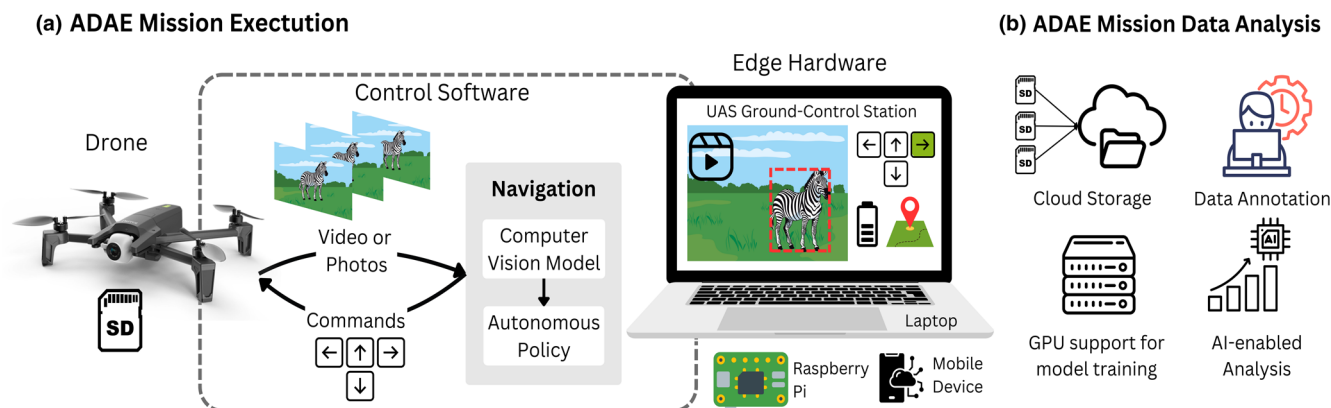 (a) ADAE Mission Exectution
(b) ADAE Mission Data Analysis
Drone
SD
Control Software
Video or
Photos
Commands
Navigation
Computer
Vision Model
Autonomous
Policy
Edge Hardware
UAS Ground-Control Station
Laptop
Raspberry
Pi
Mobile
Device
SD
SD
SD
Cloud Storage
Data Annotation
GPU support for
model training
AI
AI-enabled
Analysis